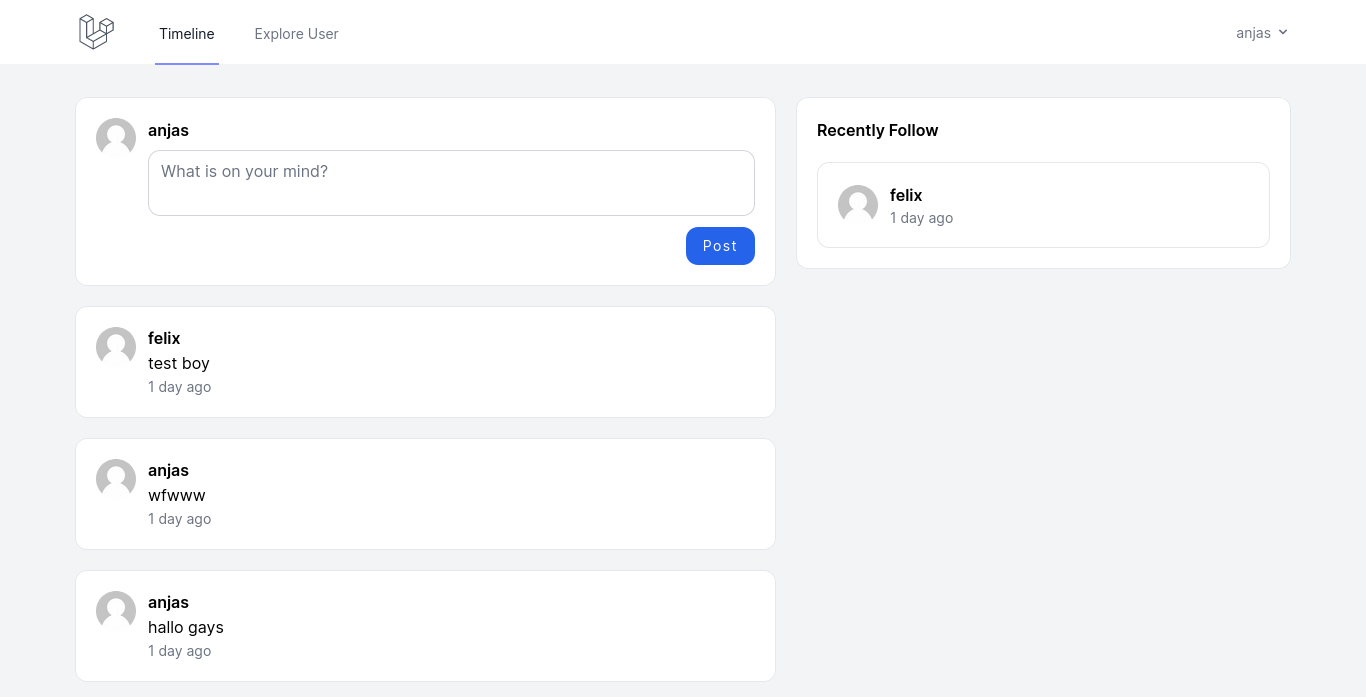 Timeline
Explore User
anjas
anjas
What is on your mind?
Post
felix
test boy
1 day ago
anjas
wfwww
1 day ago
anjas
hallo gays
1 day ago
Recently Follow
felix
1 day ago